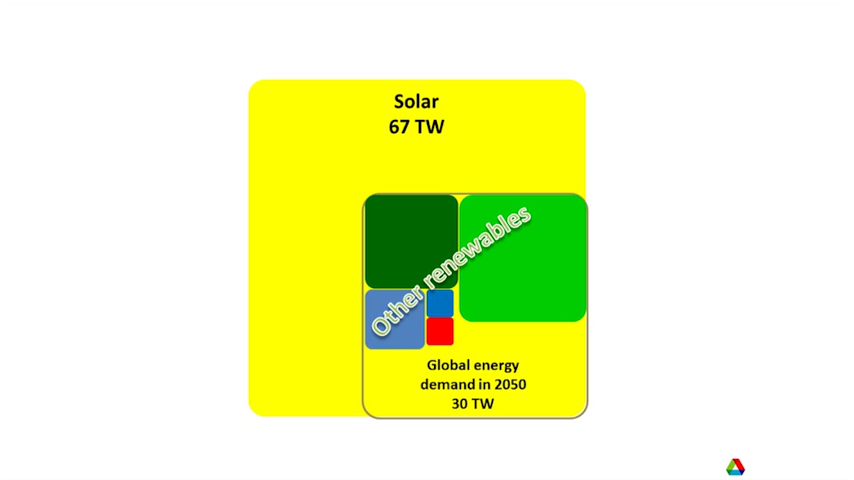 Solar
67 TW
Other renewables
Global energy
demand in 2050
30 TW